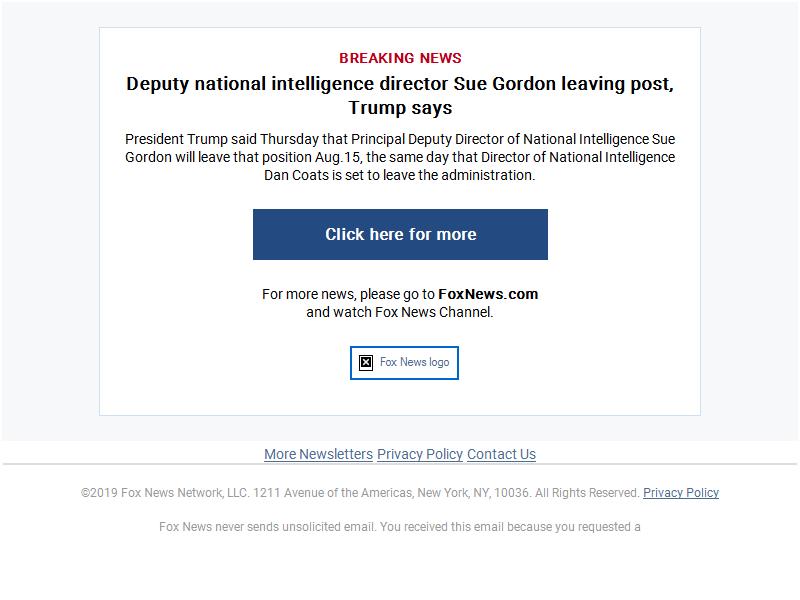 BREAKING NEWS
Deputy national intelligence director Sue Gordon leaving post,
Trump says
President Trump said Thursday that Principal Deputy Director of National Intelligence Sue
Gordon will leave that position Aug.15, the same day that Director of National Intelligence
Dan Coats is set to leave the administration.
Click here for more
For more news, please go to FoxNews.com
and watch Fox News Channel.
Fox News logo
More Newsletters Privacy Policy Contact Us
©2019 Fox News Network, LLC. 1211 Avenue of the Americas, New York, NY, 10036. All Rights Reserved. Privacy Policy
Fox News never sends unsolicited email. You received this email because you requested a